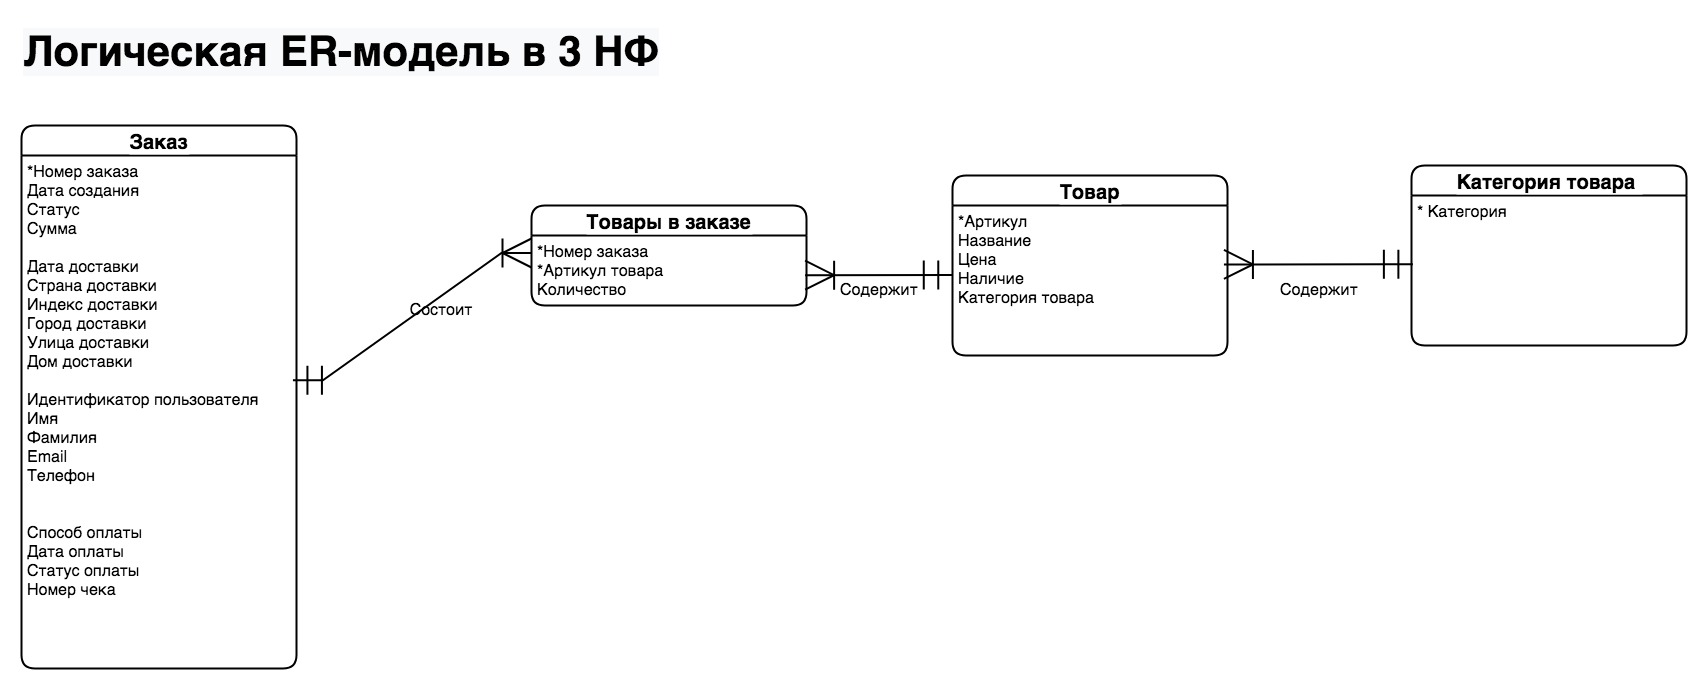 Логическая ER-модель в 3 НФ
Заказ
*Номер заказа
Дата создания
Статус
Сумма
Дата доставки
Страна доставки
Индекс доставки
Город доставки
Улица доставки
Дом доставки
Идентификатор пользователя
Имя
Фамилия
Email
Телефон
Способ оплаты
Дата оплаты
Статус оплаты
Номер чека
Состоит
Товары в заказе
*Номер заказа
*Артикул товара
Количество
Содержит
Товар
*Артикул
Название
Цена
Наличие
Категория товара
Содержит
Категория товара
* Категория